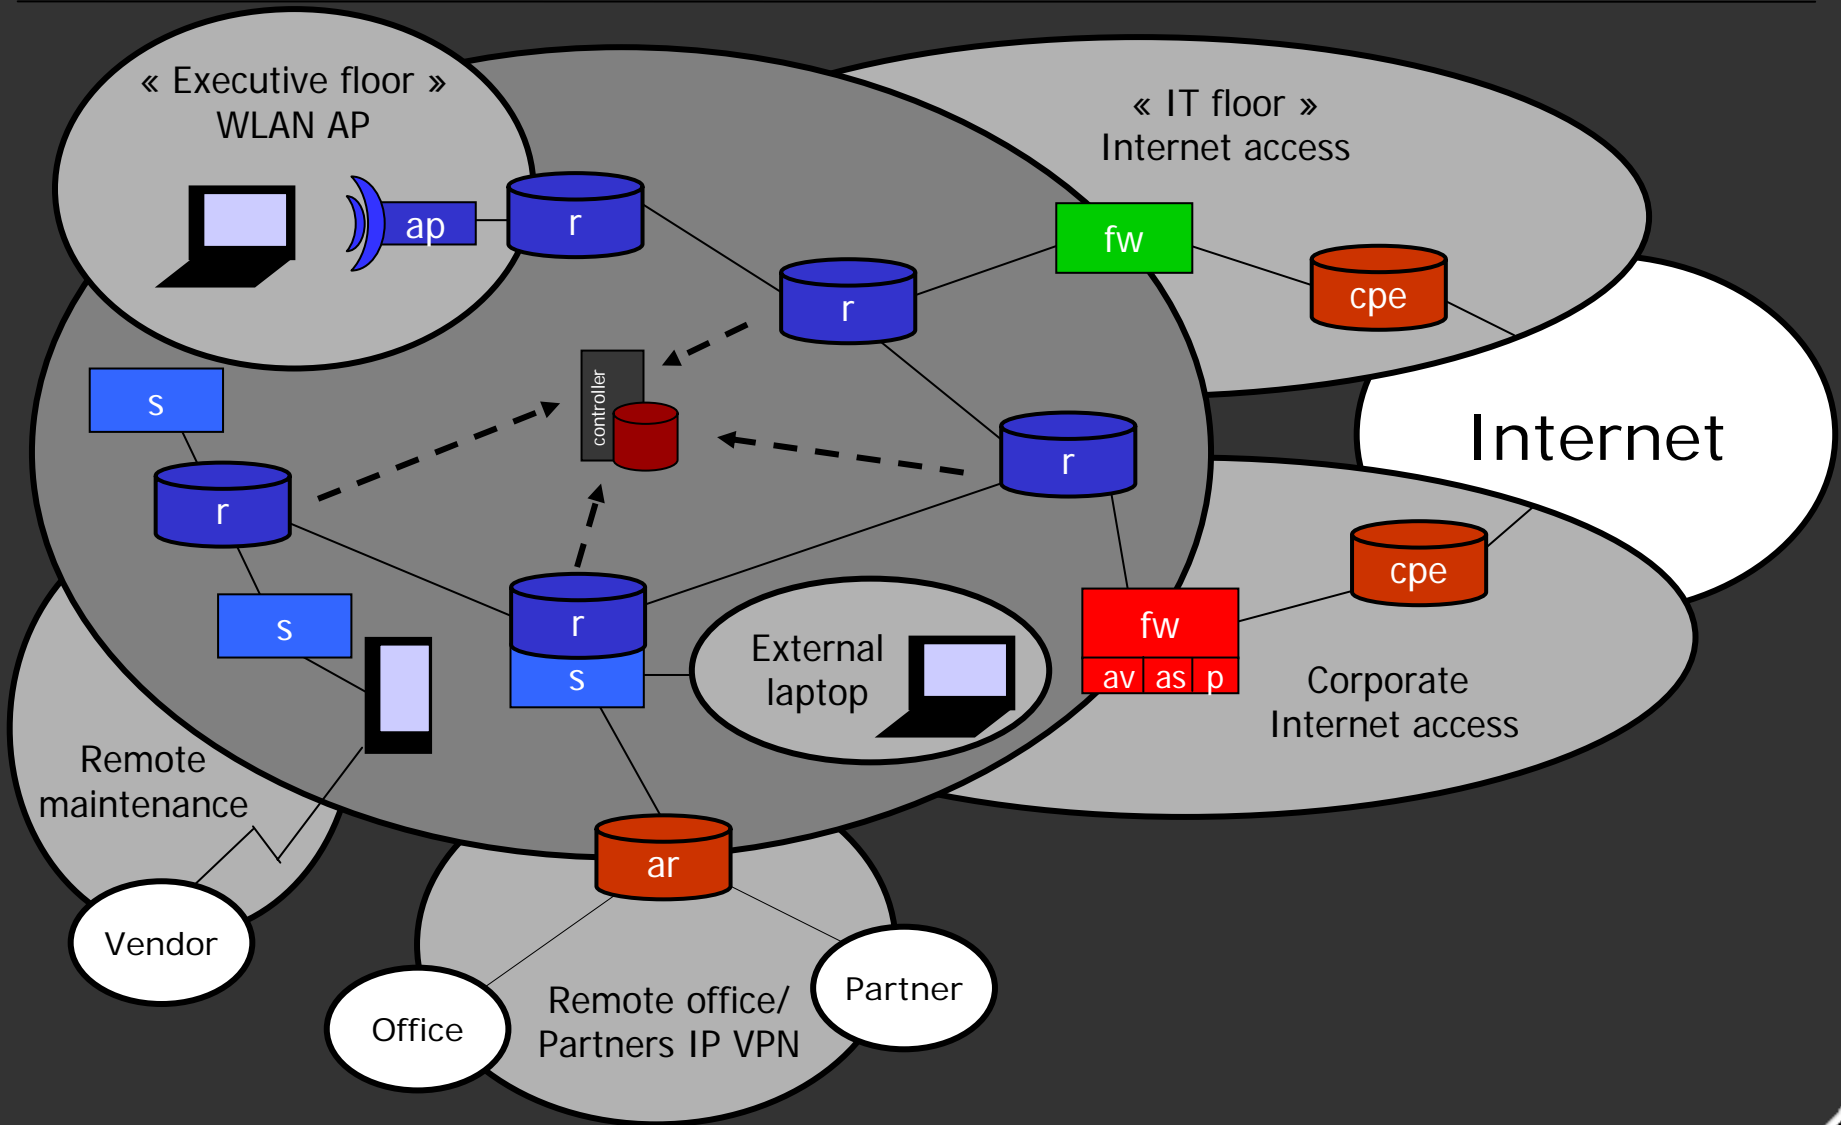 « Executive floor »
WLAN AP
« IT floor »
Internet access
ap
r
fw
r
cpe
controller
s
Internet
r
r
cpe
r
s
fw
s
av as p
External
laptop
Corporate
Internet access
Remote
maintenance
ar
Vendor
Partner
Office
Remote office/
Partners IP VPN